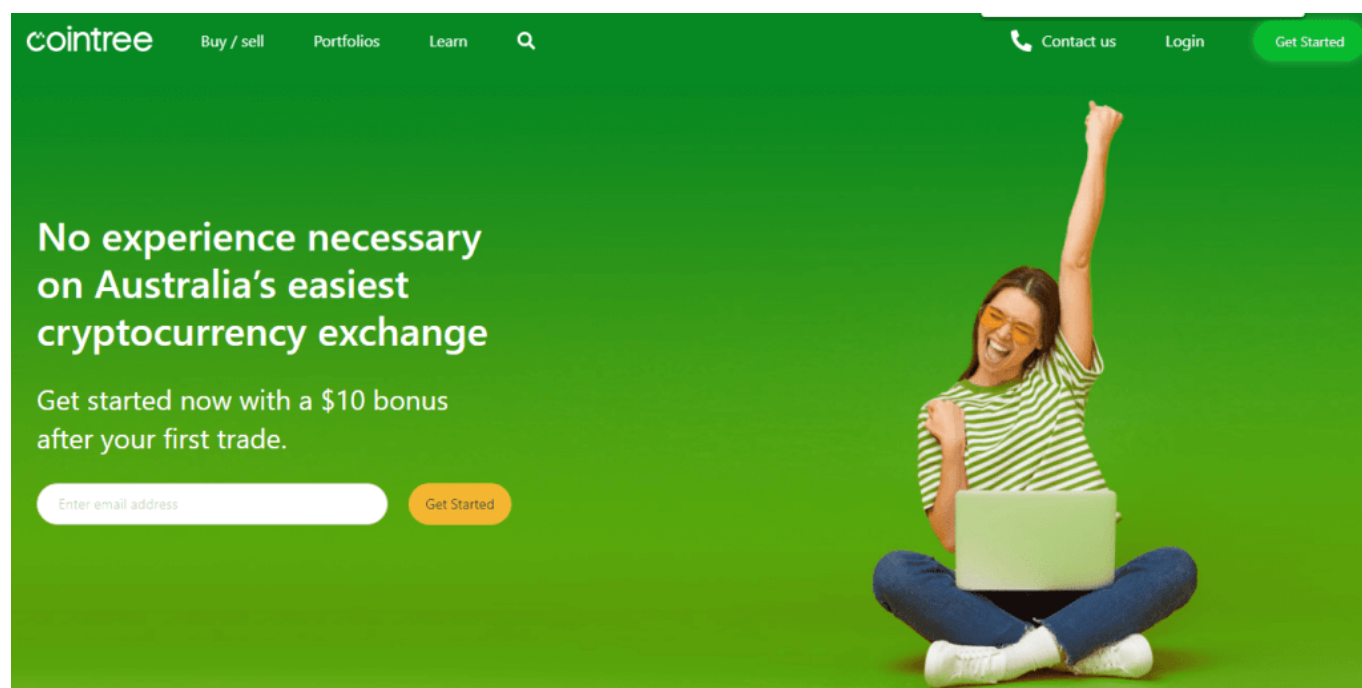 cointree
Buy / sell
Portfolios
Learn
Contact us
Login
Get Started
No experience necessary
on Australia’s easiest
cryptocurrency exchange
Get started now with a $10 bonus
after your first trade.
Enter email address
Get Started